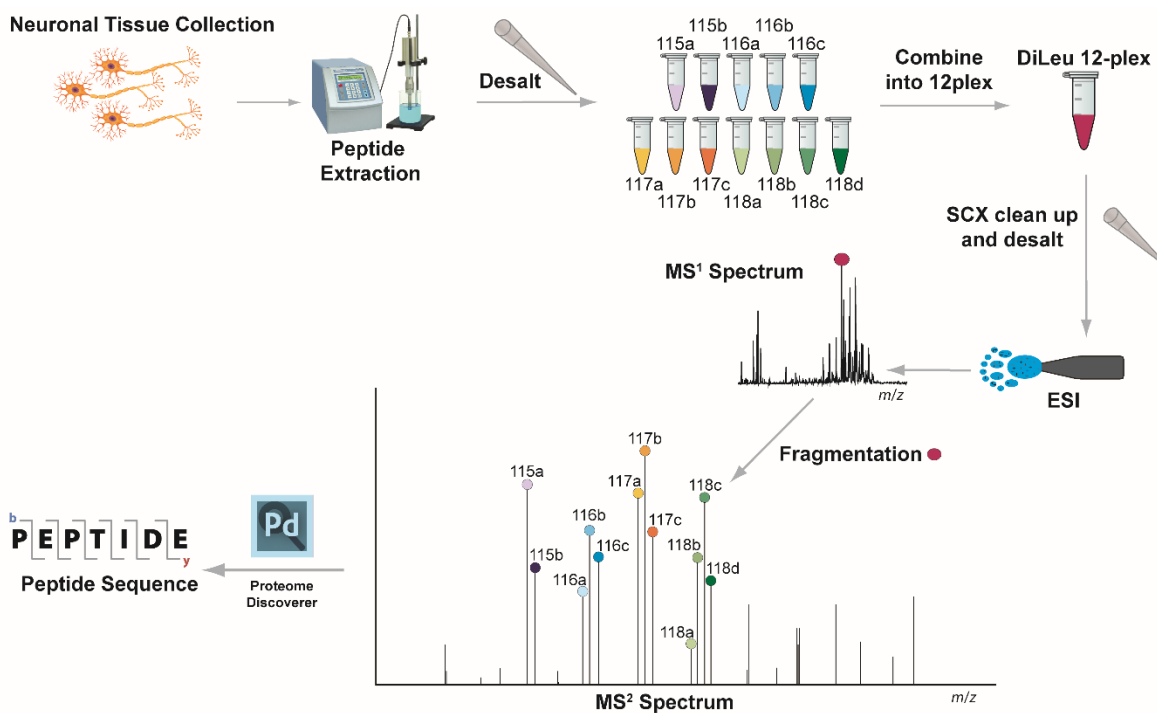 Neuronal Tissue Collection
Peptide
Extraction
Desalt
115a
115b
116a
116b
116c
117a
117b
117c
118a
118b
118c
118d
Combine
into 12plex
DiLeu 12-plex
SCX clean up
and desalt
ESI
MS¹ Spectrum
m/z
Fragmentation
115a
115b
116a
116b
116c
117a
117b
117c
118a
118b
118c
118d
MS² Spectrum
m/z
Pd
Proteome
Discoverer
b
PEPTIDE
y
Peptide Sequence